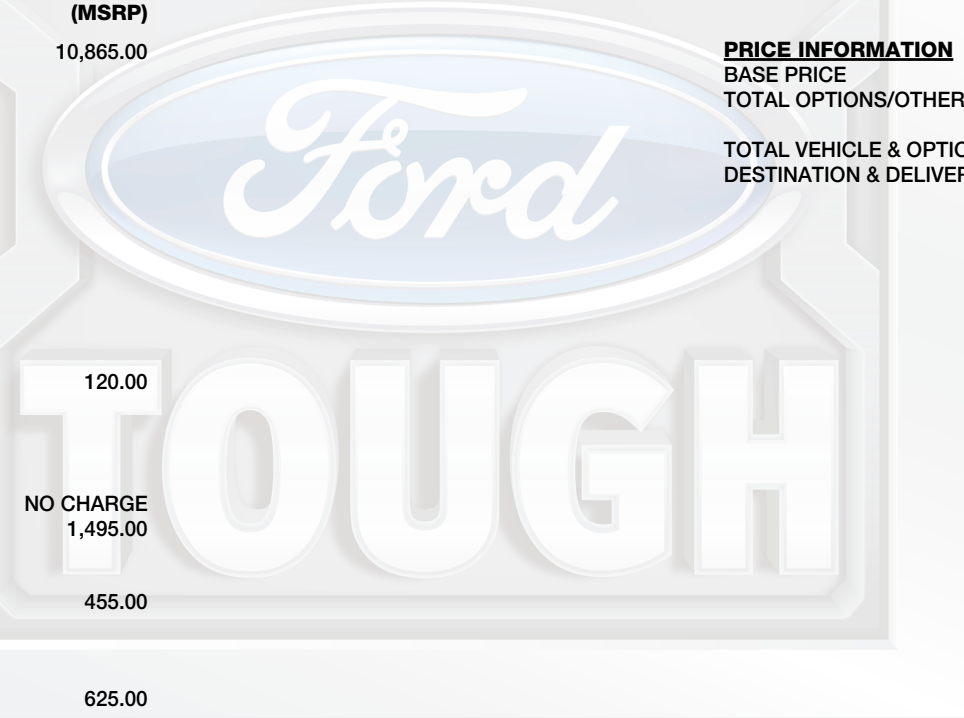 (MSRP)
10,865.00
120.00
NO CHARGE
1,495.00
455.00
625.00
PRICE INFORMATION
BASE PRICE
TOTAL OPTIONS/OTHER
TOTAL VEHICLE & OPTIO
DESTINATION & DELIVER
Ford
TOUGH